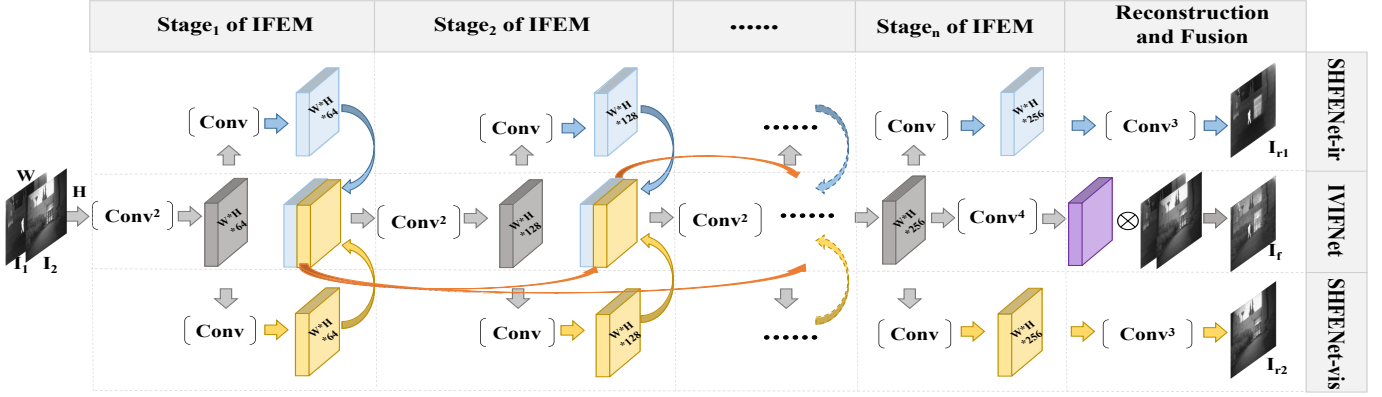 Stage₁ of IFEM
Stage₂ of IFEM
......
Stageₙ of IFEM
Reconstruction
and Fusion
SHFENet-ir
Conv
W*H
*64
Conv
W*H
*128
......
Conv
W*H
*256
Conv³
Iᵣ₁
IVIFNet
W
H
I₁
I₂
Conv²
W*H
*64
Conv²
W*H
*128
Conv²
......
W*H
*256
Conv⁴
⊗
I_f
SHFENet-vis
Conv
W*H
*64
Conv
W*H
*128
......
Conv
W*H
*256
Conv³
Iᵣ₂